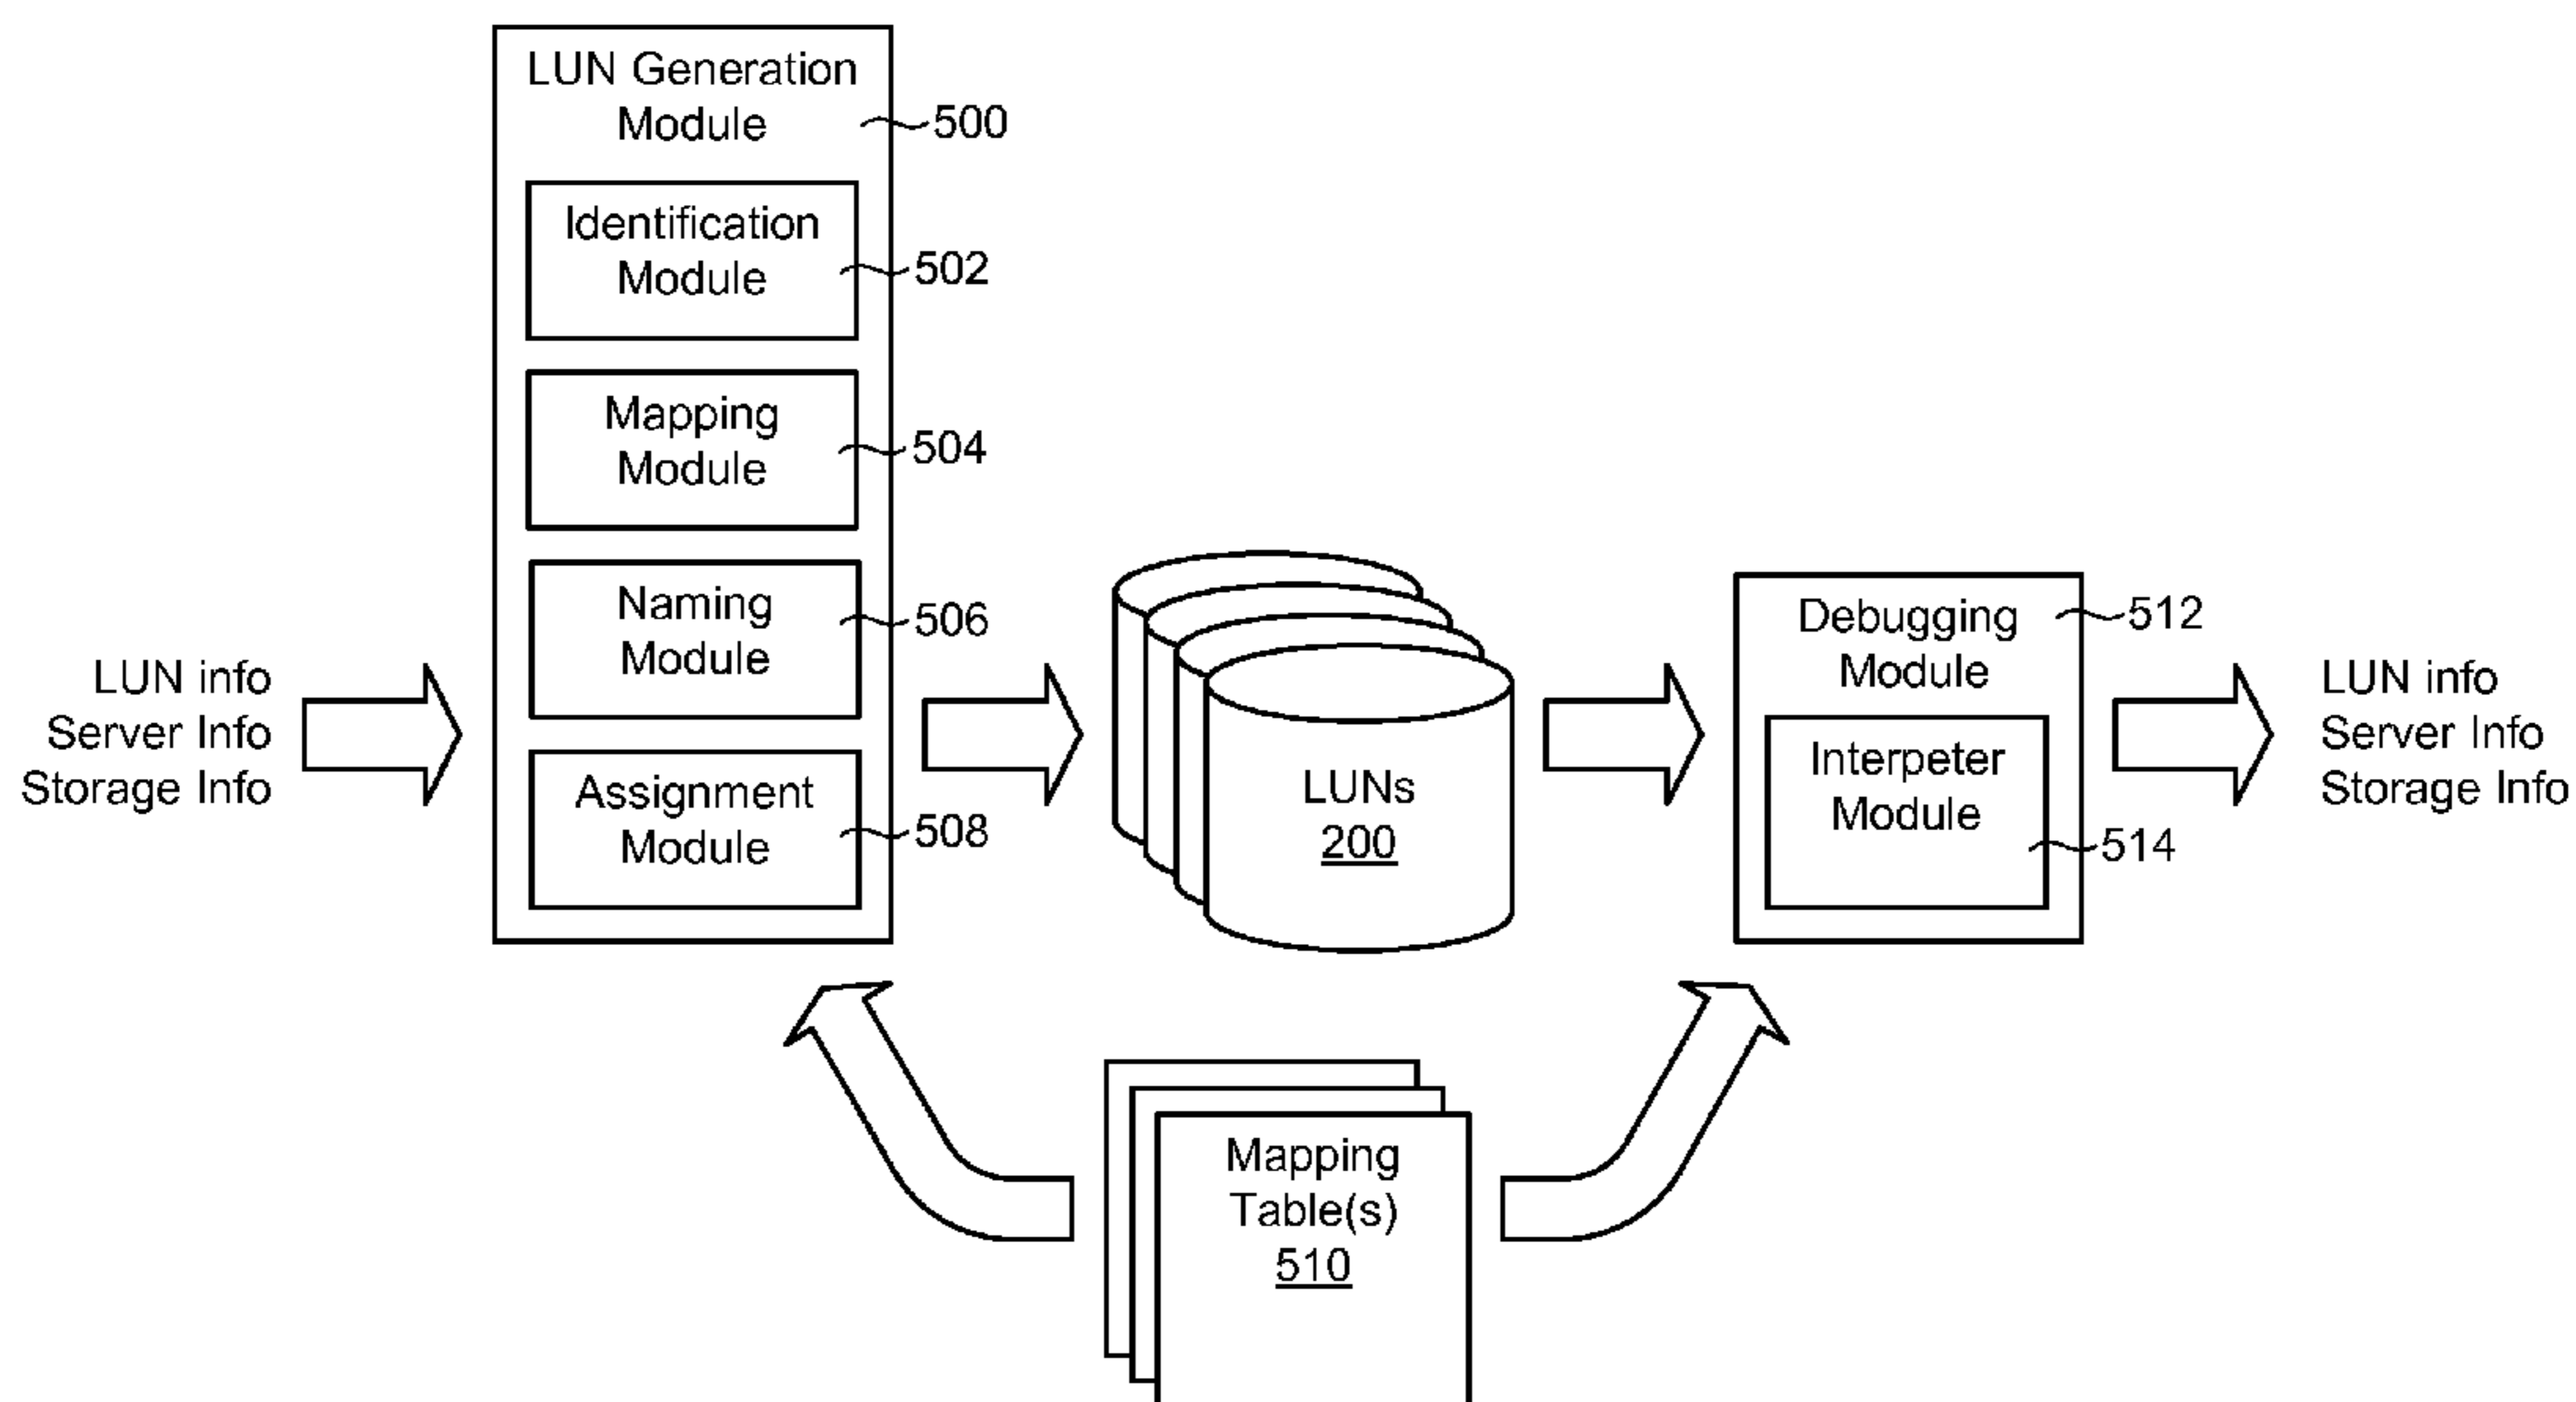 LUN Generation
Module
500
Identification
Module
502
Mapping
Module
504
Naming
Module
506
Assignment
Module
508
LUN info
Server Info
Storage Info
LUNs
200
Debugging
Module
512
Interpeter
Module
514
LUN info
Server Info
Storage Info
Mapping
Table(s)
510